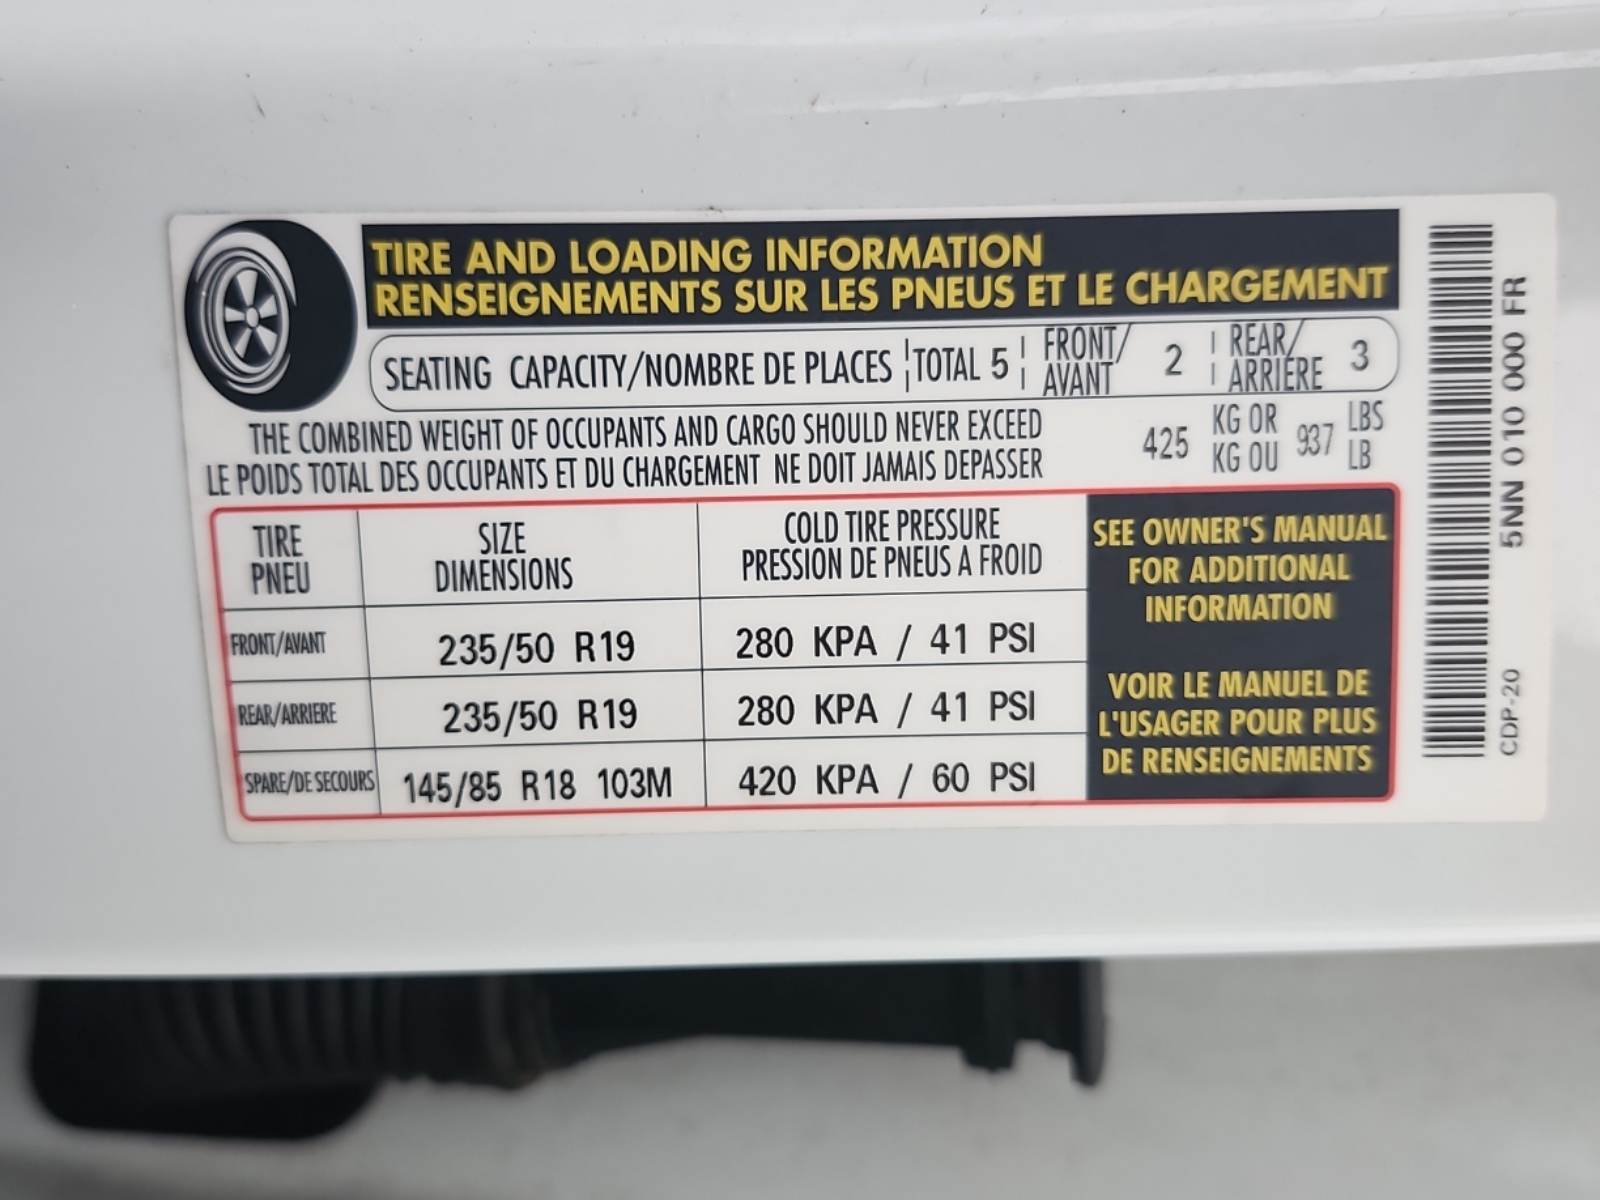 TIRE AND LOADING INFORMATION
RENSEIGNEMENTS SUR LES PNEUS ET LE CHARGEMENT
SEATING CAPACITY/NOMBRE DE PLACES TOTAL 5 FRONT/AVANT 2 REAR/ARRIERE 3
THE COMBINED WEIGHT OF OCCUPANTS AND CARGO SHOULD NEVER EXCEED 425 KG OR 937 LBS
LE POIDS TOTAL DES OCCUPANTS ET DU CHARGEMENT NE DOIT JAMAIS DEPASSER KG OU LB
TIRE SIZE COLD TIRE PRESSURE
PNEU DIMENSIONS PRESSION DE PNEUS A FROID
FRONT/AVANT 235/50 R19 280 KPA / 41 PSI
REAR/ARRIERE 235/50 R19 280 KPA / 41 PSI
SPARE/DE SECOURS 145/85 R18 103M 420 KPA / 60 PSI
SEE OWNER'S MANUAL
FOR ADDITIONAL
INFORMATION
VOIR LE MANUEL DE
L'USAGER POUR PLUS
DE RENSEIGNEMENTS
5NN 010 000 FR
CDP-20